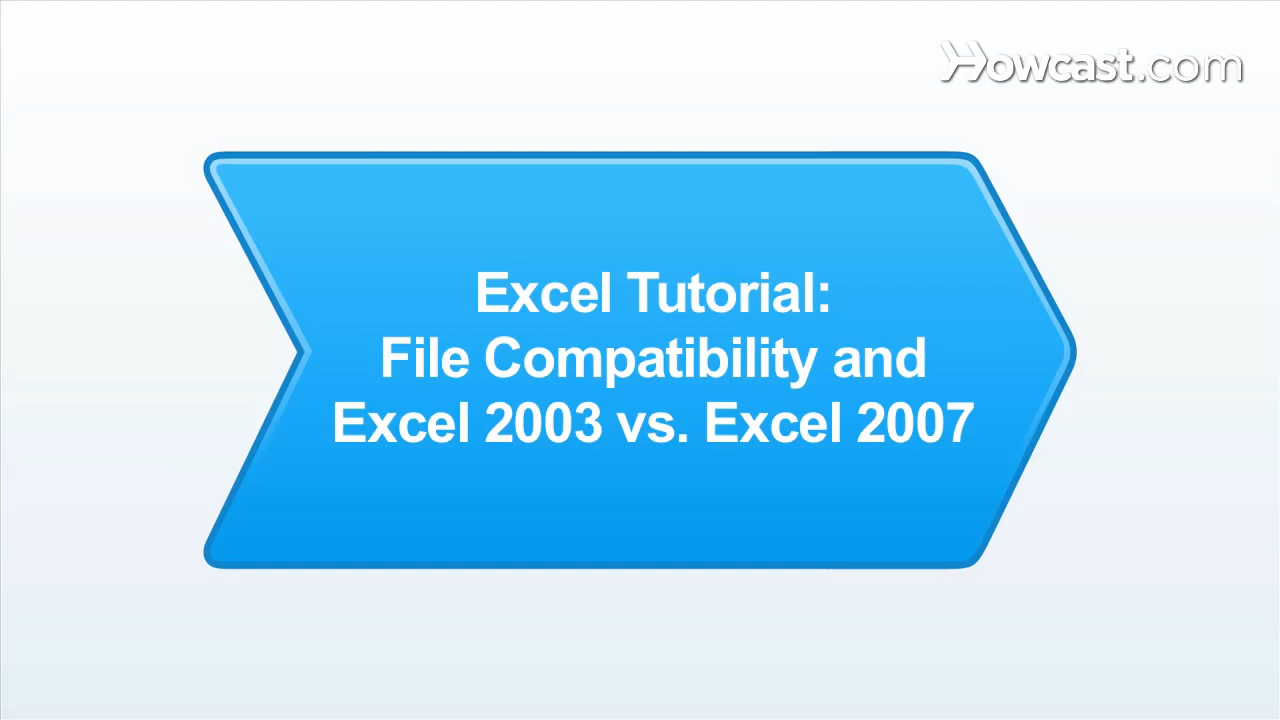 Howcast.com
Excel Tutorial:
File Compatibility and
Excel 2003 vs. Excel 2007